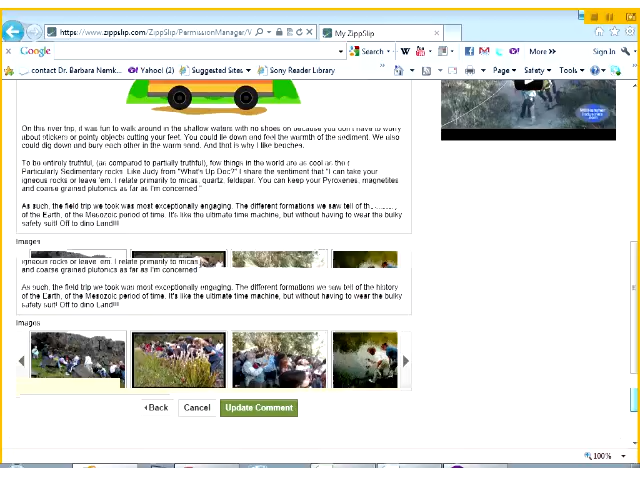 https://www.zippslip.com/ZippSlip/PermissionManager/V
My ZippSlip
Google
Search
More >>
Sign In
contact Dr. Barbara Nemk...
Yahoo! (2)
Suggested Sites
Sony Reader Library
Page
Safety
Tools
On this river trip, it was fun to walk around in the shallow waters with no shoes on because you don't have to worry
about stickers or pointy objects cutting your feet. You could lie down and feel the warmth of the sediment. We also
could dig down and bury each other in the warm sand. And that is why I like beaches.
To be entirely truthful, (as compared to partially truthful), few things in the world are as cool as the r
Particularly Sedimentary rocks. Like Judy from "What's Up Doc?" I share the sentiment that "I can take your
igneous rocks or leave 'em. I relate primarily to micas, quartz, feldspar. You can keep your Pyroxenes, magnetites
and coarse grained plutonics as far as I'm concerned."
As such, the field trip we took was most exceptionally engaging. The different formations we saw tell of the
of the Earth, of the Mesozoic period of time. It's like the ultimate time machine, but without having to wear the bulky
safety suit! Off to dino Land!!!
Images
igneous rocks or leave 'em. I relate primarily to micas
and coarse grained plutonics as far as I'm concerned
As such, the field trip we took was most exceptionally engaging. The different formations we saw tell of the history
of the Earth, of the Mesozoic period of time. It's like the ultimate time machine, but without having to wear the bulky
safety suit! Off to dino Land!!!
Images
Back
Cancel
Update Comment
100%